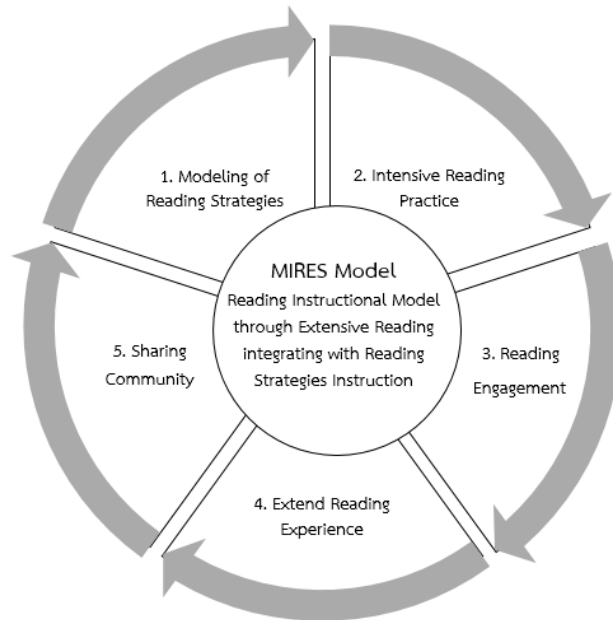 1. Modeling of
Reading Strategies
2. Intensive Reading
Practice
MIRES Model
Reading Instructional Model
through Extensive Reading
integrating with Reading
Strategies Instruction
3. Reading
Engagement
4. Extend Reading
Experience
5. Sharing
Community